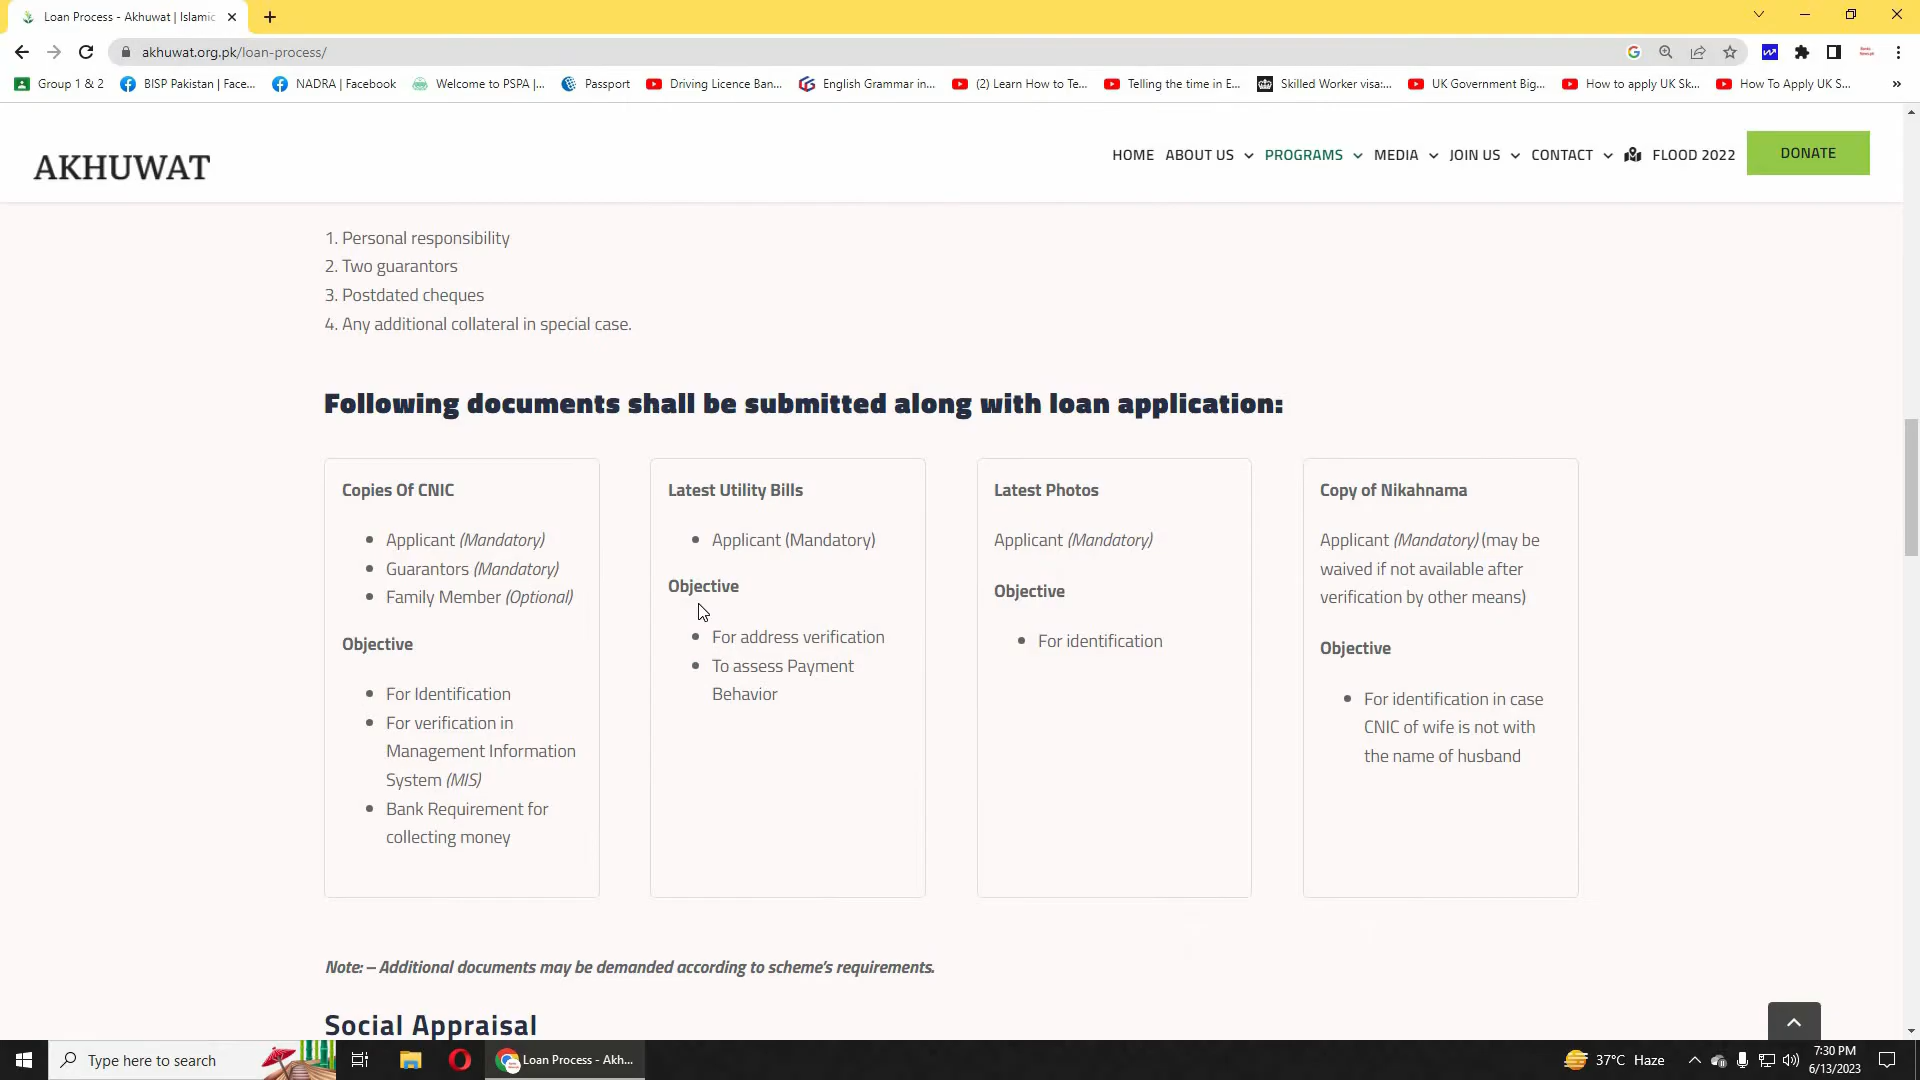 Loan Process - Akhuwat | Islamic
akhuwat.org.pk/loan-process/
Group 1 & 2
BISP Pakistan | Face...
NADRA | Facebook
Welcome to PSPA |...
Passport
Driving Licence Ban...
English Grammar in...
(2) Learn How to Te...
Telling the time in E...
Skilled Worker visa:...
UK Government Big...
How to apply UK Sk...
How To Apply UK S...
»
AKHUWAT
HOME
ABOUT US
PROGRAMS
MEDIA
JOIN US
CONTACT
FLOOD 2022
DONATE
1. Personal responsibility
2. Two guarantors
3. Postdated cheques
4. Any additional collateral in special case.
Following documents shall be submitted along with loan application:
Copies Of CNIC
Applicant (Mandatory)
Guarantors (Mandatory)
Family Member (Optional)
Objective
For Identification
For verification in
Management Information
System (MIS)
Bank Requirement for
collecting money
Latest Utility Bills
Applicant (Mandatory)
Objective
For address verification
To assess Payment
Behavior
Latest Photos
Applicant (Mandatory)
Objective
For identification
Copy of Nikahnama
Applicant (Mandatory) (may be
waived if not available after
verification by other means)
Objective
For identification in case
CNIC of wife is not with
the name of husband
Note: – Additional documents may be demanded according to scheme's requirements.
Social Appraisal
Type here to search
Loan Process - Akh...
37°C Haze
7:30 PM
6/13/2023